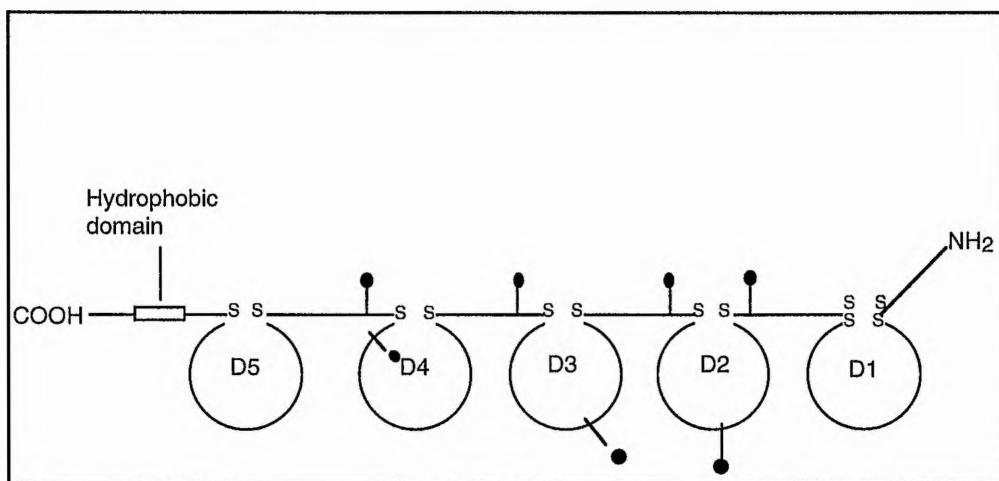 Hydrophobic
domain
NH2
COOH
S S
S S
S S
S S
S S
S S
D5
D4
D3
D2
D1